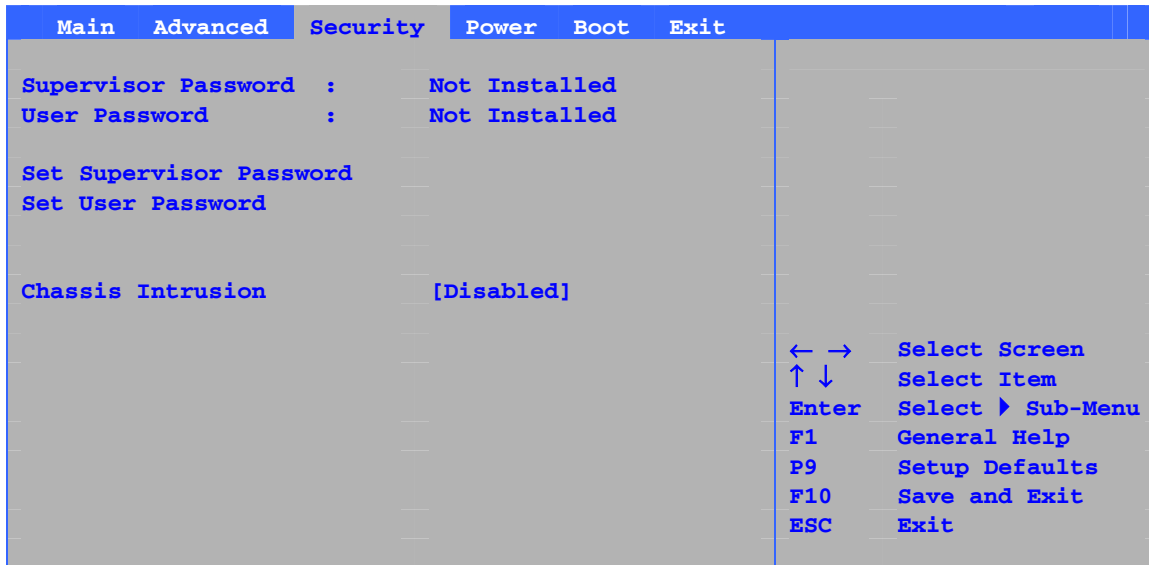 Main Advanced Security Power Boot Exit
Supervisor Password : Not Installed
User Password : Not Installed
Set Supervisor Password
Set User Password
Chassis Intrusion [Disabled]
← → Select Screen
↑ ↓ Select Item
Enter Select ▶ Sub-Menu
F1 General Help
P9 Setup Defaults
F10 Save and Exit
ESC Exit